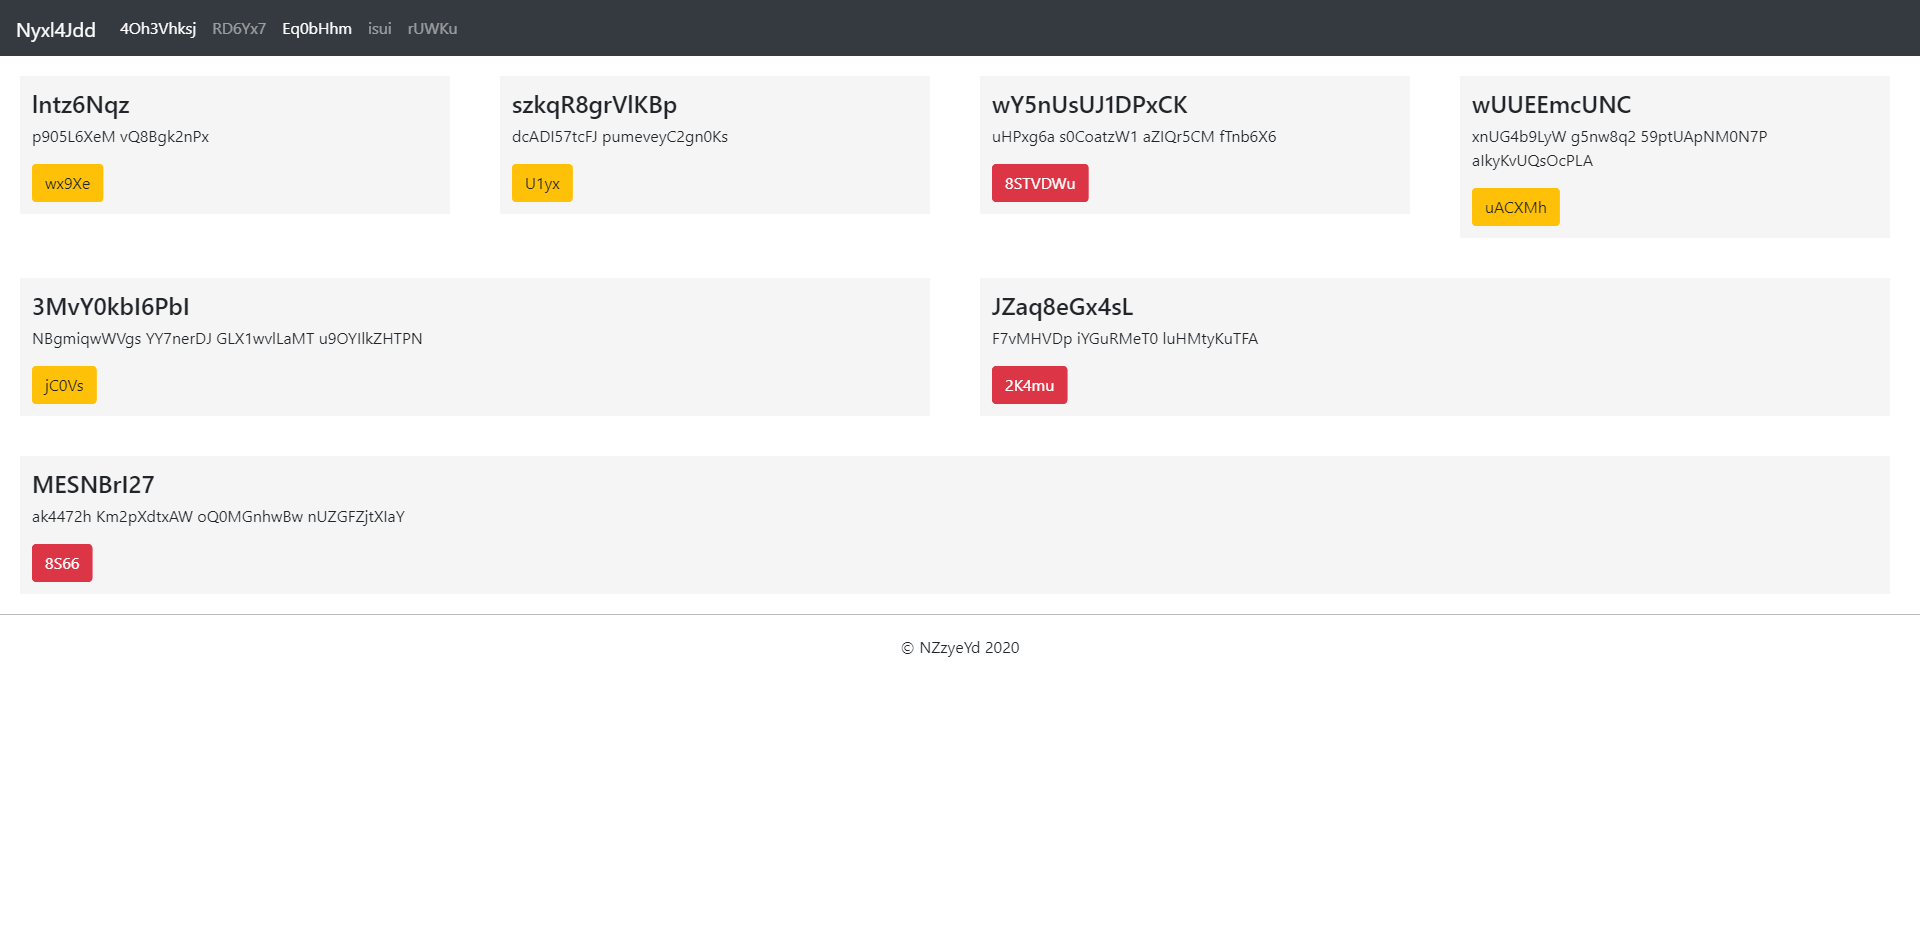 Nyxl4Jdd 4Oh3Vhksj RD6Yx7 Eq0bHhm isui rUWKu
lntz6Nqz
p905L6XeM vQ8Bgk2nPx
wx9Xe
szkqR8grVlKBp
dcADI57tcFJ pumeveyC2gn0Ks
U1yx
wY5nUsUJ1DPxCK
uHPxg6a s0CoatzW1 aZIQr5CM fTnb6X6
8STVDWu
wUUEEmcUNC
xnUG4b9LyW g5nw8q2 59ptUApNM0N7P
aIkyKvUQsOcPLA
uACXMh
3MvY0kbI6PbI
NBgmiqwWVgs YY7nerDJ GLX1wvlLaMT u9OYIlkZHTPN
jC0Vs
JZaq8eGx4sL
F7vMHVDp iYGuRMeT0 luHMtyKuTFA
2K4mu
MESNBrI27
ak4472h Km2pXdtxAW oQ0MGnhwBw nUZGFZjtXIaY
8S66
© NZzyeYd 2020